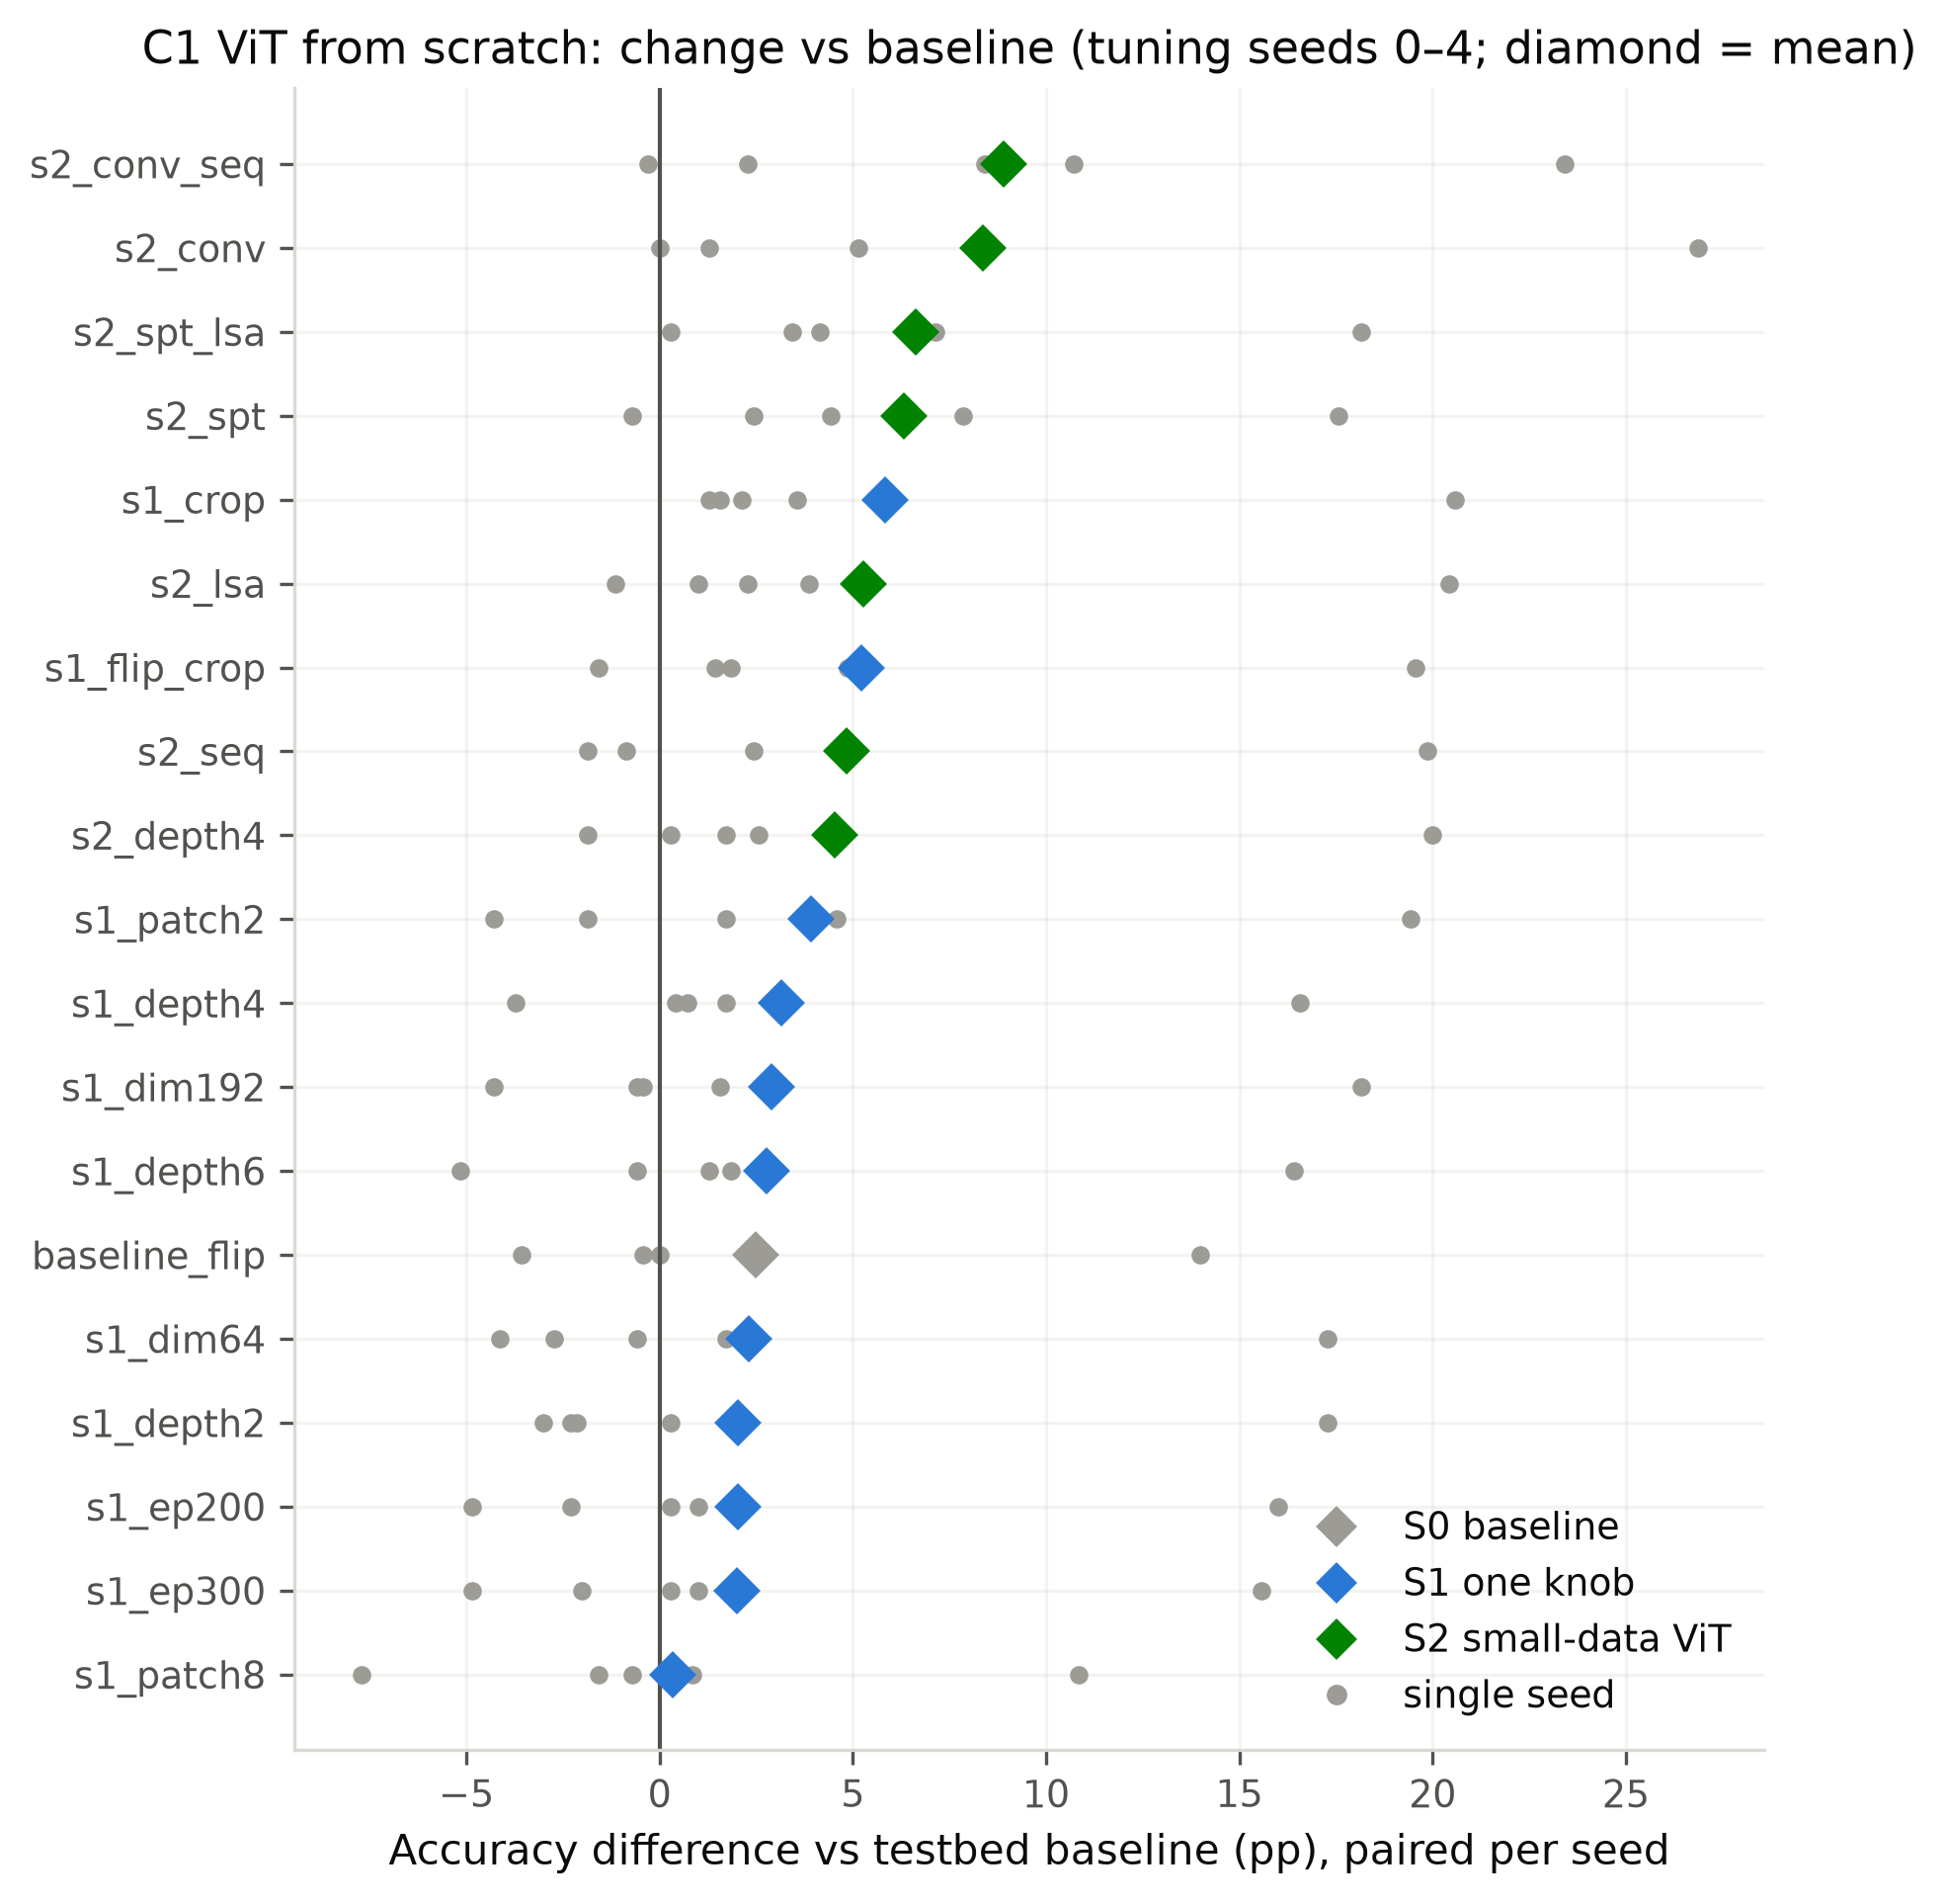 C1 ViT from scratch: change vs baseline (tuning seeds 0–4; diamond = mean)
s2_conv_seq
s2_conv
s2_spt_lsa
s2_spt
s1_crop
s2_lsa
s1_flip_crop
s2_seq
s2_depth4
s1_patch2
s1_depth4
s1_dim192
s1_depth6
baseline_flip
s1_dim64
s1_depth2
s1_ep200
s1_ep300
s1_patch8
S0 baseline
S1 one knob
S2 small-data ViT
single seed
−5 0 5 10 15 20 25
Accuracy difference vs testbed baseline (pp), paired per seed